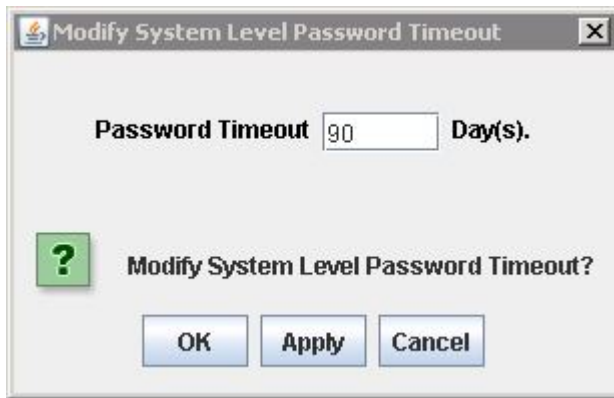 Modify System Level Password Timeout
Password Timeout 90 Day(s).
?
Modify System Level Password Timeout?
OK Apply Cancel